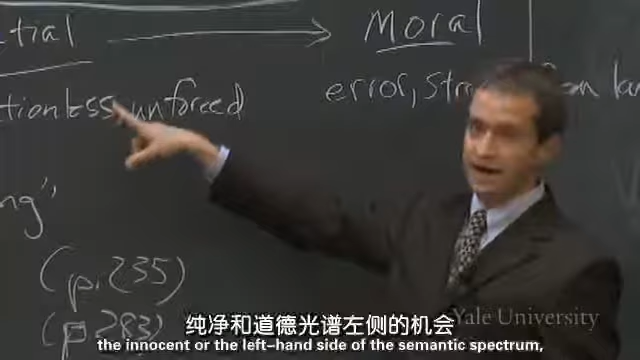 tial → Moral
tionless, unforced error, str
ng'
(p. 235)
(p 283)
Yale University
纯净和道德光谱左侧的机会
the innocent or the left-hand side of the semantic spectrum,